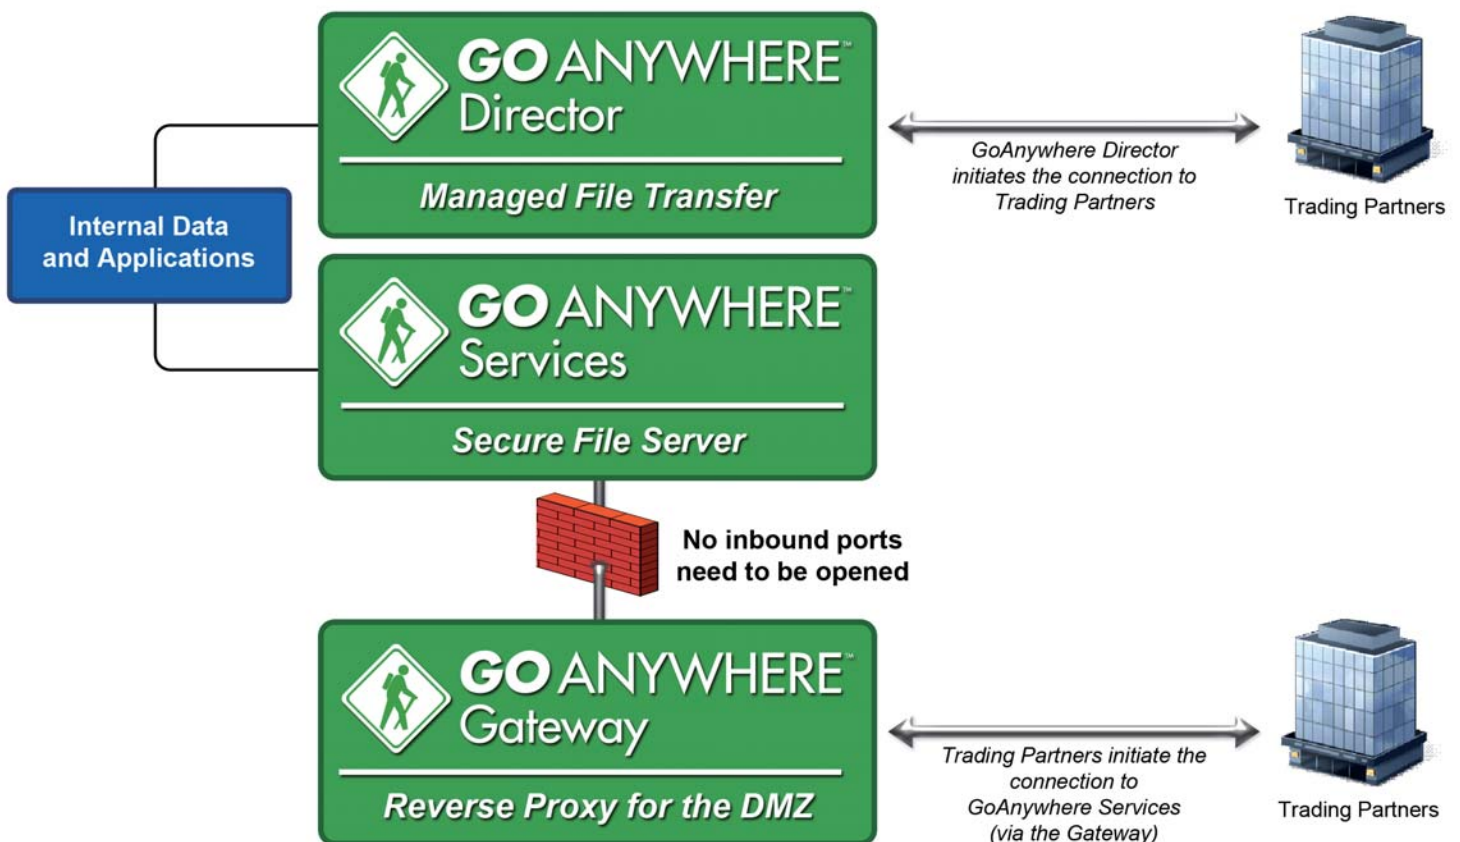 GO ANYWHERE™
Director
Managed File Transfer
GoAnywhere Director
initiates the connection to
Trading Partners
Trading Partners
Internal Data
and Applications
GO ANYWHERE™
Services
Secure File Server
No inbound ports
need to be opened
GO ANYWHERE™
Gateway
Reverse Proxy for the DMZ
Trading Partners initiate the
connection to
GoAnywhere Services
(via the Gateway)
Trading Partners